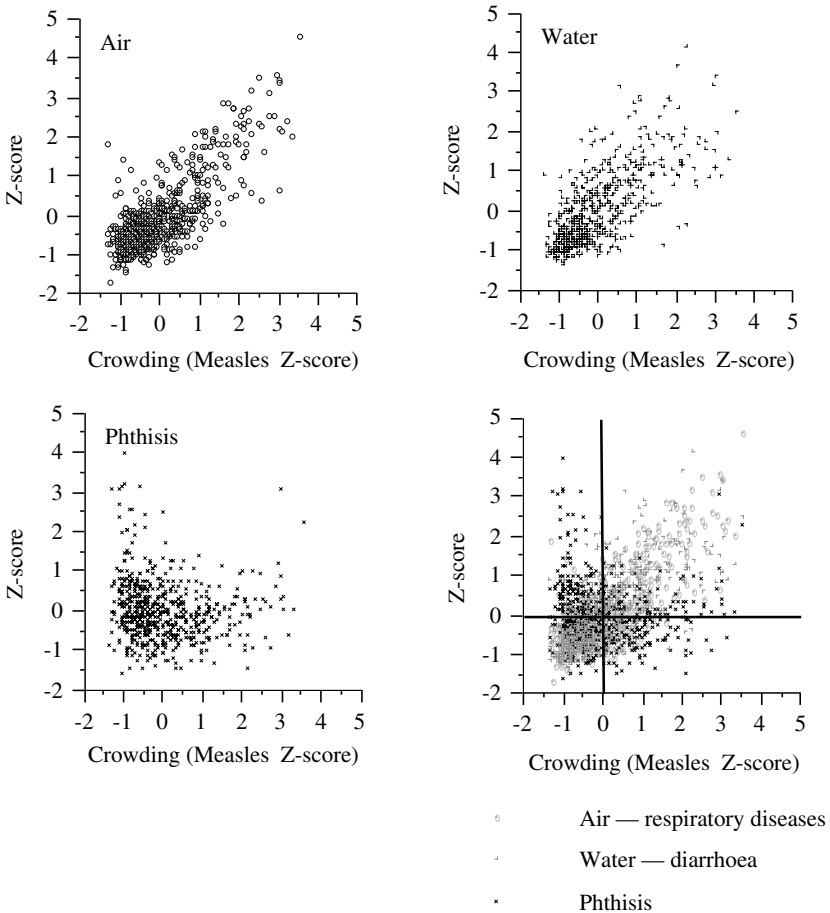 Air
5
4
3
2
1
0
-1
-2
Z-score
-2 -1 0 1 2 3 4 5
Crowding (Measles Z-score)
Water
5
4
3
2
1
0
-1
-2
Z-score
-2 -1 0 1 2 3 4 5
Crowding (Measles Z-score)
Phthisis
5
4
3
2
1
0
-1
-2
Z-score
-2 -1 0 1 2 3 4 5
Crowding (Measles Z-score)
5
4
3
2
1
0
-1
-2
Z-score
-2 -1 0 1 2 3 4 5
Crowding (Measles Z-score)
Air — respiratory diseases
Water — diarrhoea
Phthisis